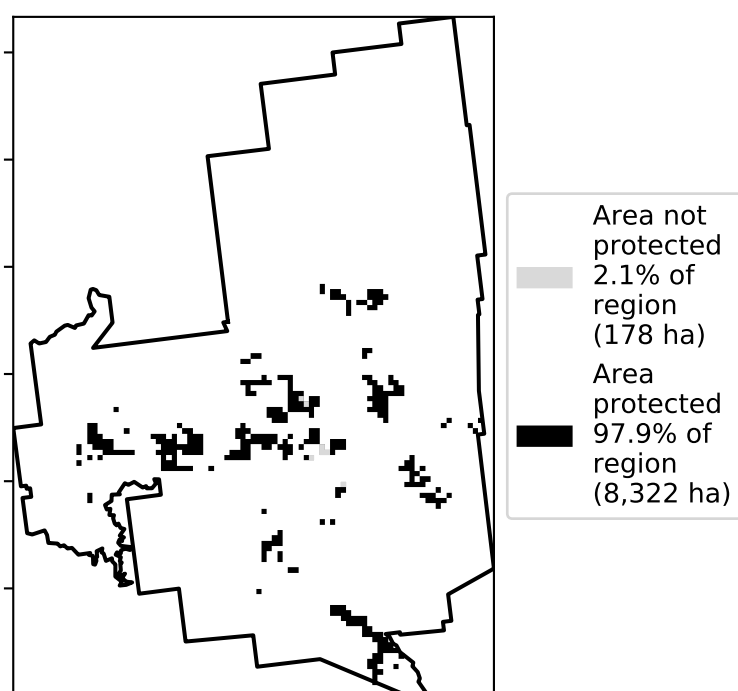 Area not
protected
2.1% of
region
(178 ha)
Area
protected
97.9% of
region
(8,322 ha)